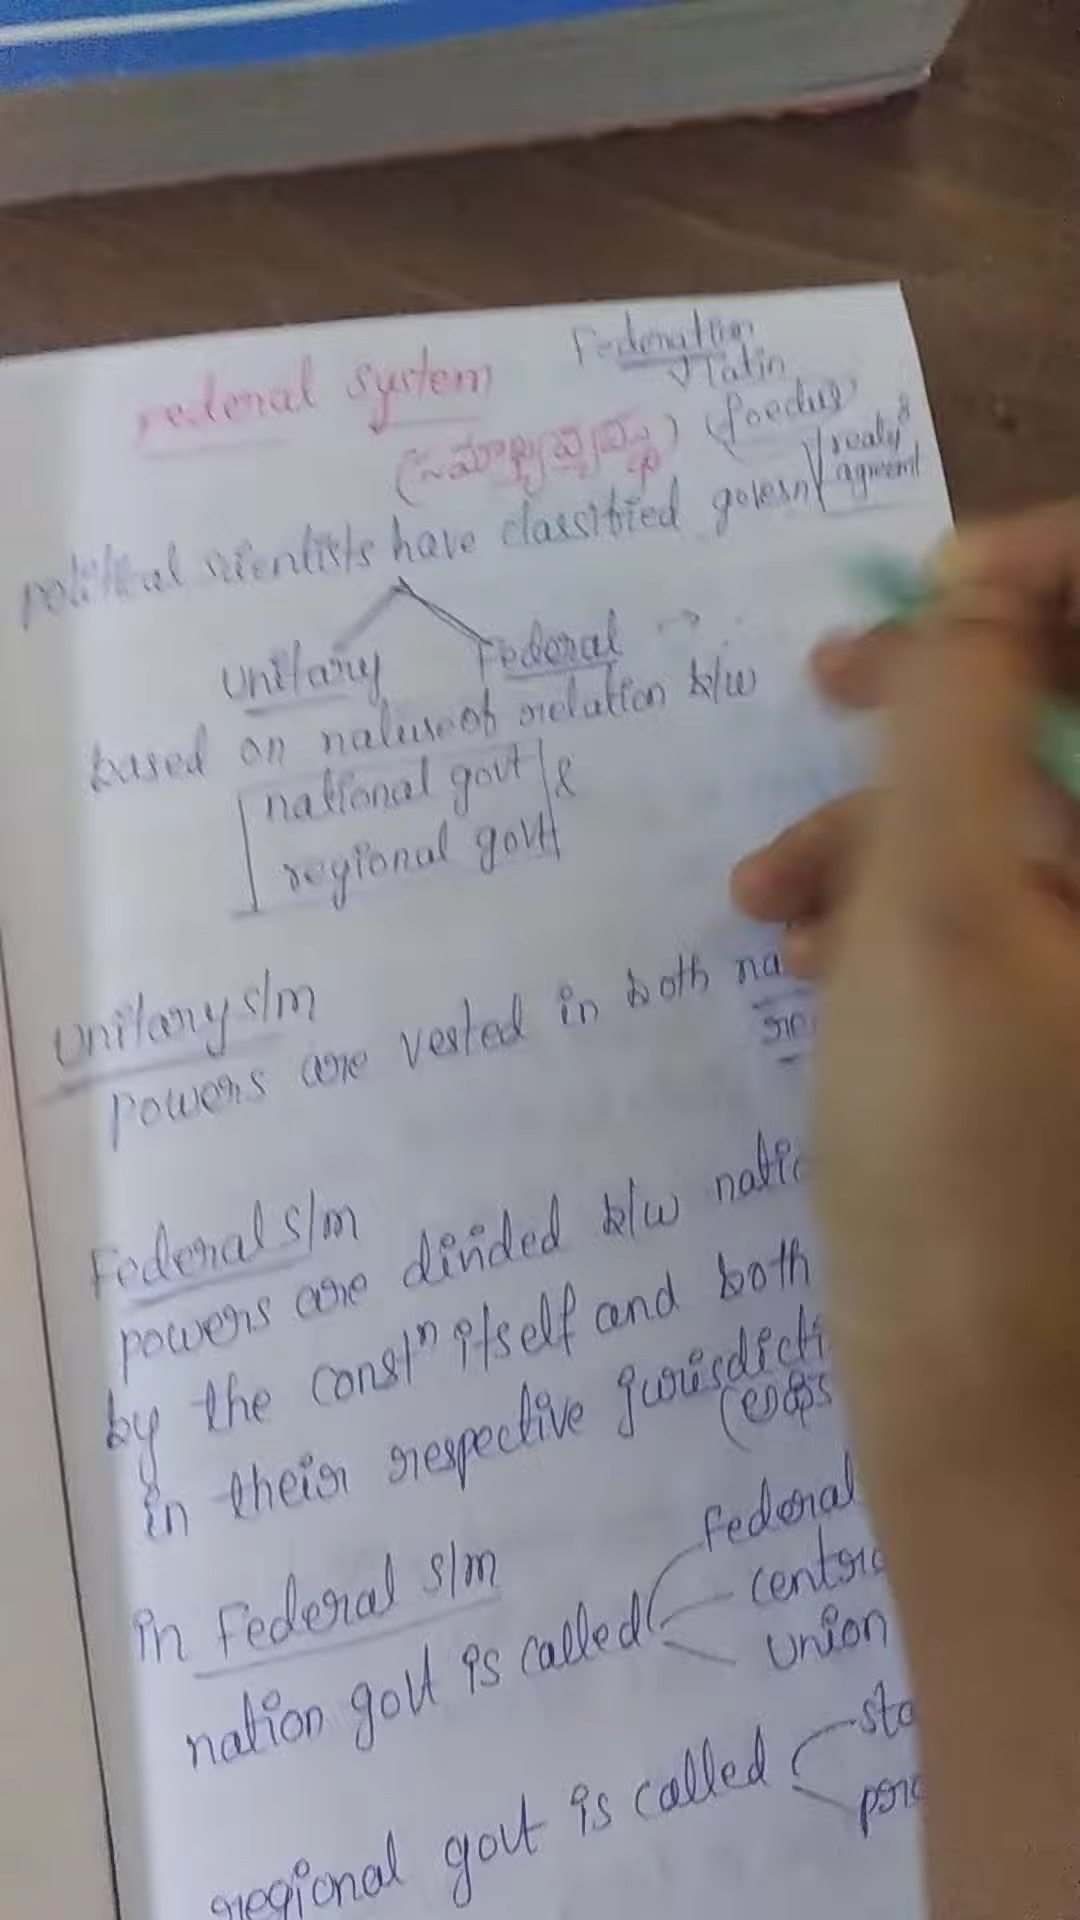 Federal system
Federation
Latin
(foedus)
treaty
agreemt
political scientists have classified govern
unitary Federal →
based on nature of relation b/w
national govt &
regional govt
unitary s/m
powers are vested in both na
Federal s/m
powers are divided b/w natio
by the constn itself and both
in their respective jurisdicti
in Federal s/m
nation govt is called
Federal
centra
union
regional govt is called
sta
pro